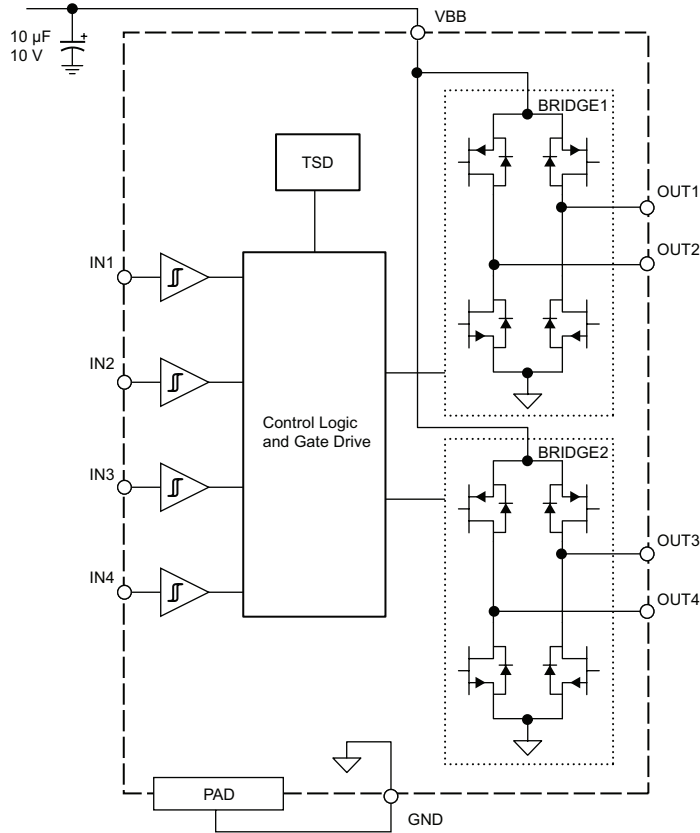 VBB
10 µF
10 V
BRIDGE1
TSD
OUT1
OUT2
IN1
IN2
Control Logic
and Gate Drive
BRIDGE2
IN3
OUT3
IN4
OUT4
PAD
GND